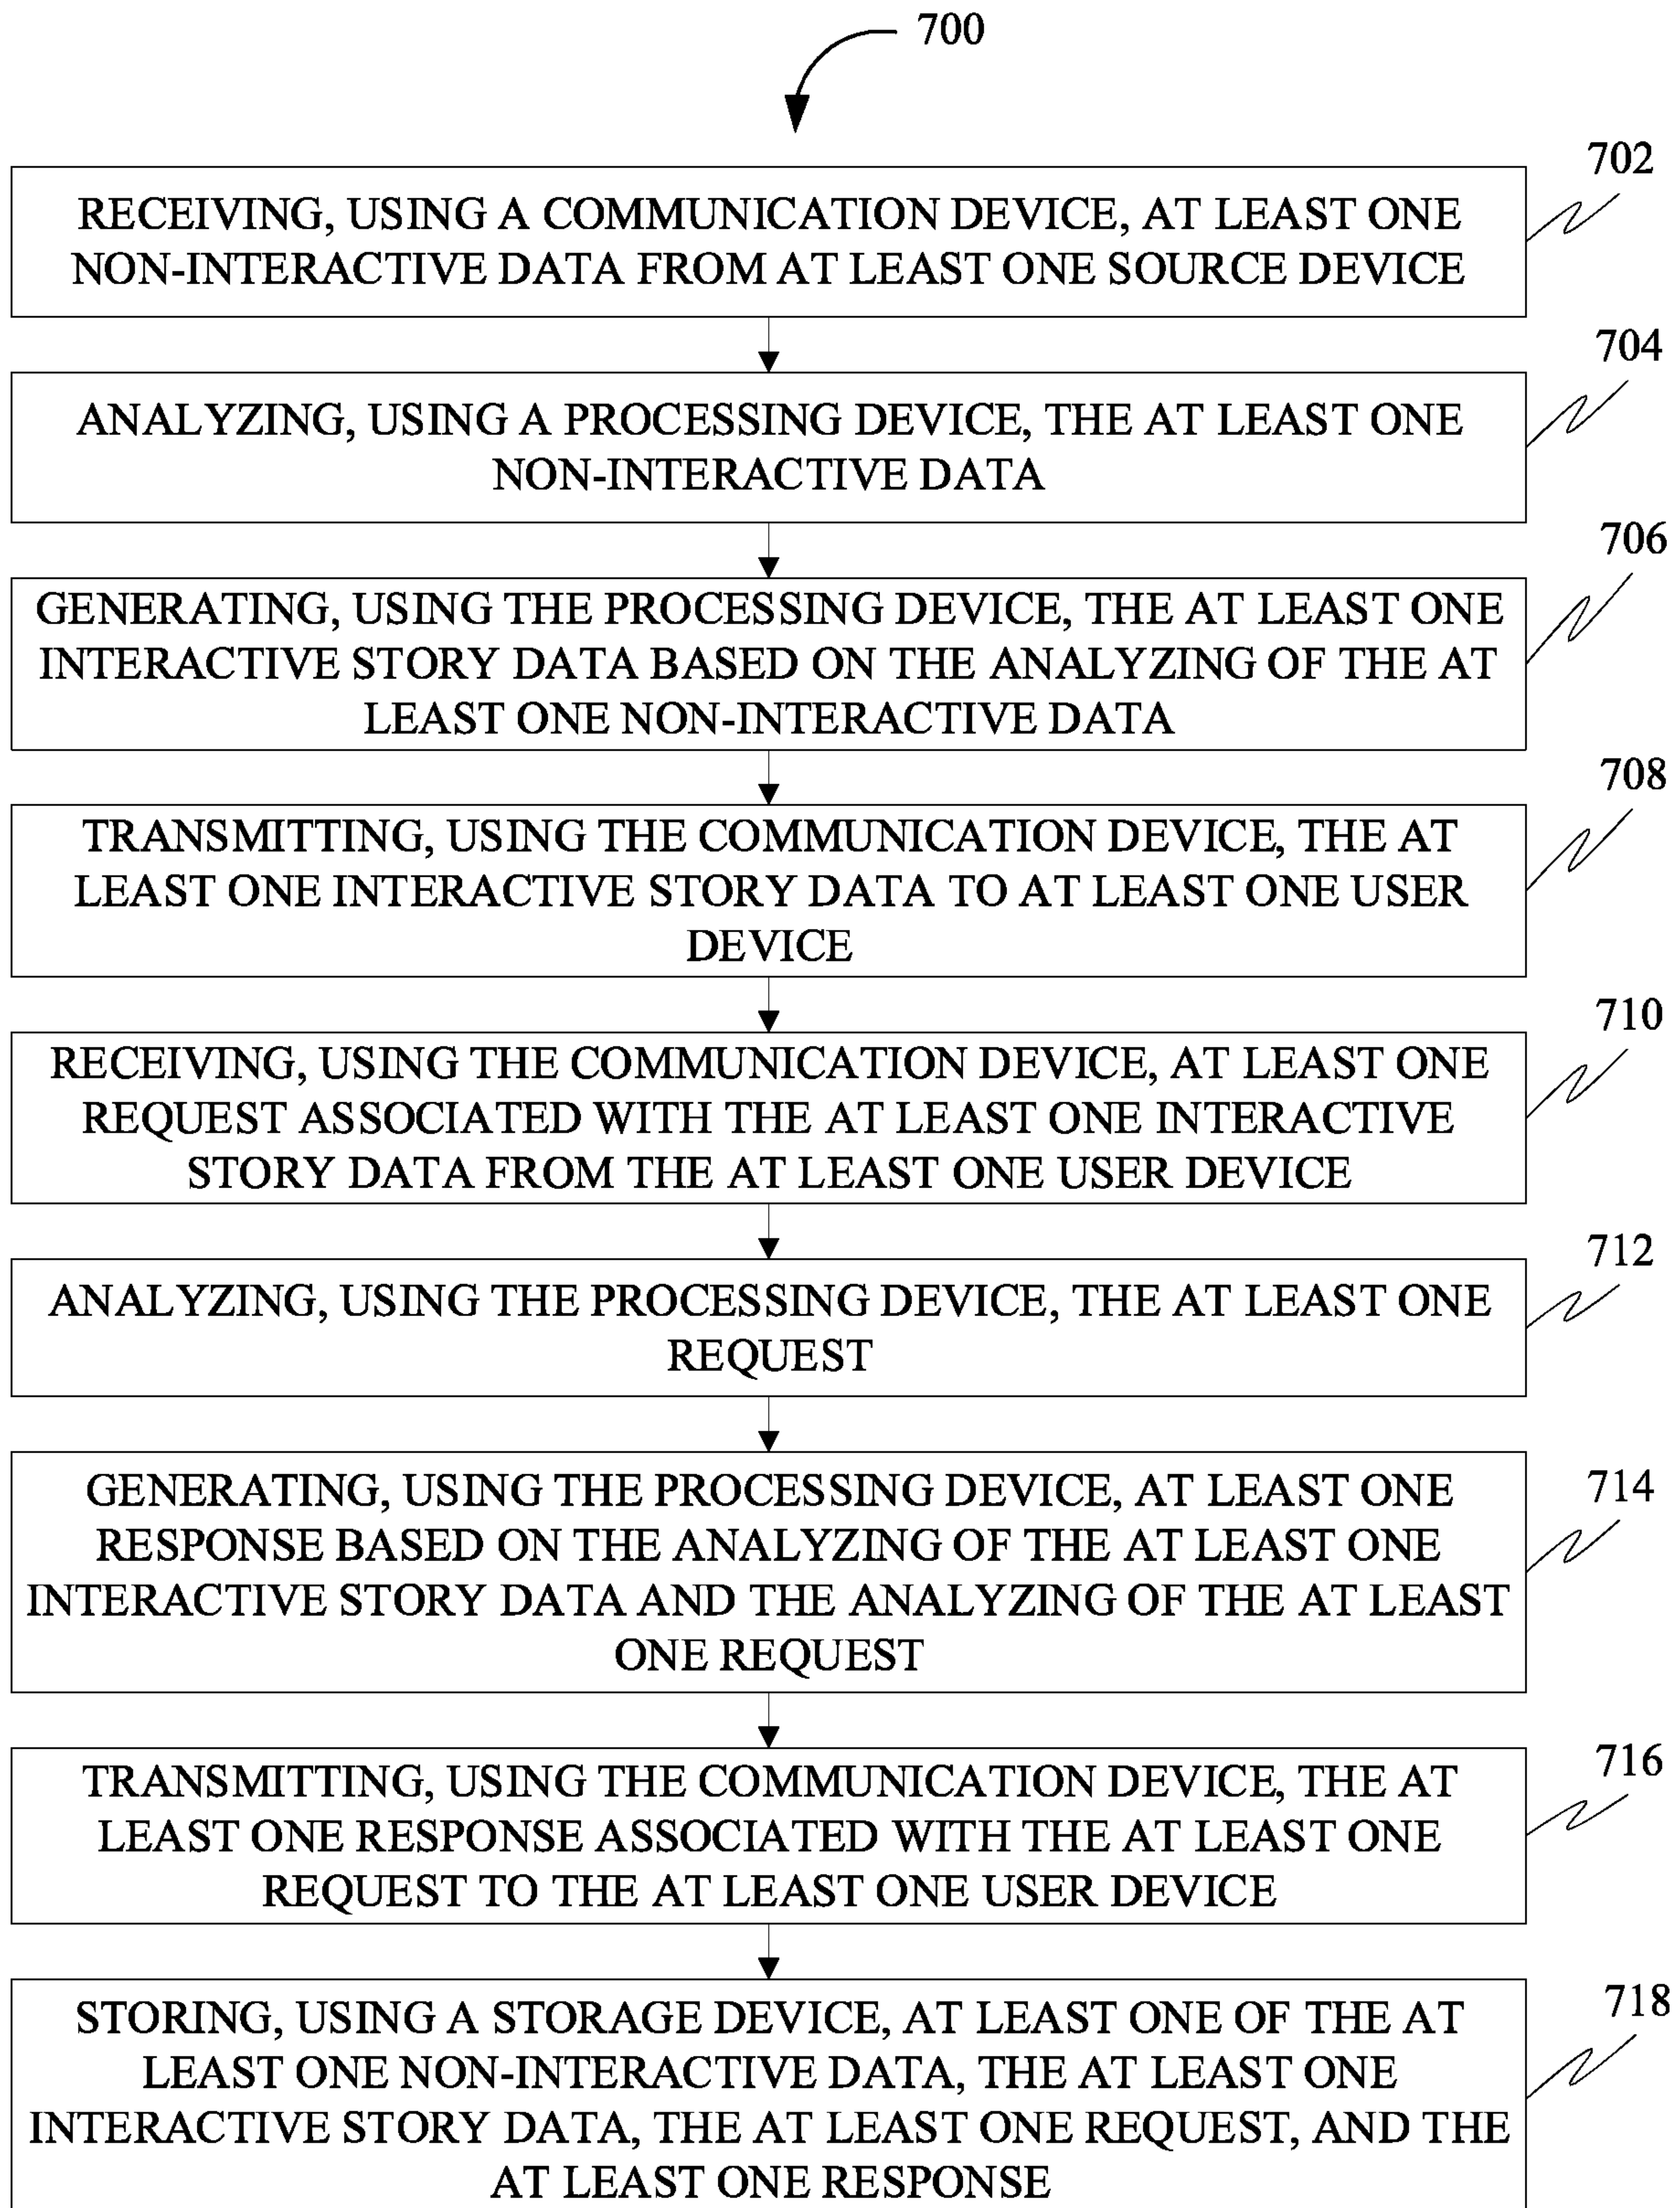 700
702
RECEIVING, USING A COMMUNICATION DEVICE, AT LEAST ONE
NON-INTERACTIVE DATA FROM AT LEAST ONE SOURCE DEVICE
704
ANALYZING, USING A PROCESSING DEVICE, THE AT LEAST ONE
NON-INTERACTIVE DATA
706
GENERATING, USING THE PROCESSING DEVICE, THE AT LEAST ONE
INTERACTIVE STORY DATA BASED ON THE ANALYZING OF THE AT
LEAST ONE NON-INTERACTIVE DATA
708
TRANSMITTING, USING THE COMMUNICATION DEVICE, THE AT
LEAST ONE INTERACTIVE STORY DATA TO AT LEAST ONE USER
DEVICE
710
RECEIVING, USING THE COMMUNICATION DEVICE, AT LEAST ONE
REQUEST ASSOCIATED WITH THE AT LEAST ONE INTERACTIVE
STORY DATA FROM THE AT LEAST ONE USER DEVICE
712
ANALYZING, USING THE PROCESSING DEVICE, THE AT LEAST ONE
REQUEST
714
GENERATING, USING THE PROCESSING DEVICE, AT LEAST ONE
RESPONSE BASED ON THE ANALYZING OF THE AT LEAST ONE
INTERACTIVE STORY DATA AND THE ANALYZING OF THE AT LEAST
ONE REQUEST
716
TRANSMITTING, USING THE COMMUNICATION DEVICE, THE AT
LEAST ONE RESPONSE ASSOCIATED WITH THE AT LEAST ONE
REQUEST TO THE AT LEAST ONE USER DEVICE
718
STORING, USING A STORAGE DEVICE, AT LEAST ONE OF THE AT
LEAST ONE NON-INTERACTIVE DATA, THE AT LEAST ONE
INTERACTIVE STORY DATA, THE AT LEAST ONE REQUEST, AND THE
AT LEAST ONE RESPONSE